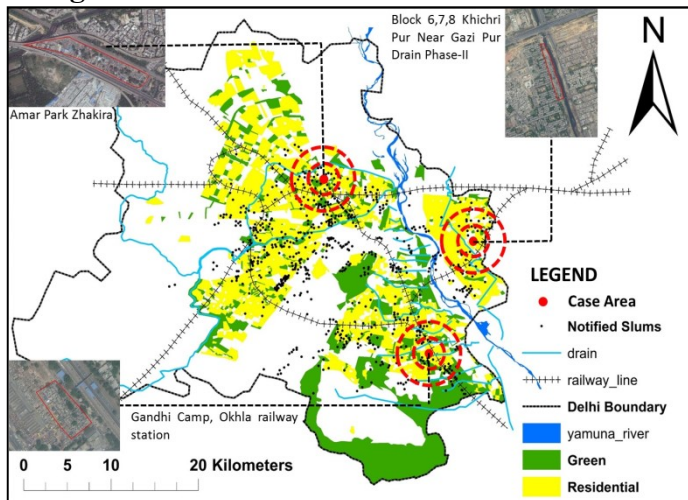 Block 6,7,8 Khichri
Pur Near Gazi Pur
Drain Phase-II
N
Amar Park Zhakira
LEGEND
Case Area
Notified Slums
drain
railway_line
Delhi Boundary
yamuna_river
Green
Residential
Gandhi Camp, Okhla railway
station
0 5 10 20 Kilometers